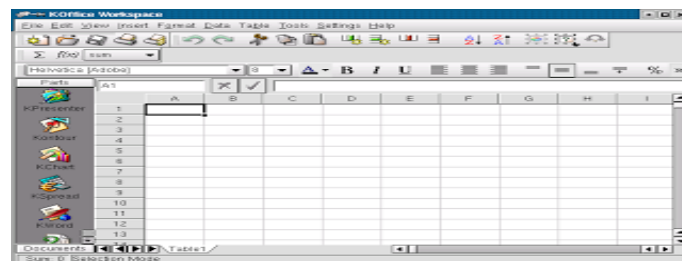 KOffice Workspace
File Edit View Insert Format Data Table Tools Settings Help
Σ f(x) sum
Helvetica [Adobe] 8 A B I U %
Parts A1
A B C D E F G H I
KPresenter
Kontour
KChart
KSpread
KWord
1
2
3
4
5
6
7
8
9
10
11
12
13
Documents Table1
Sum: 0 Selection Mode